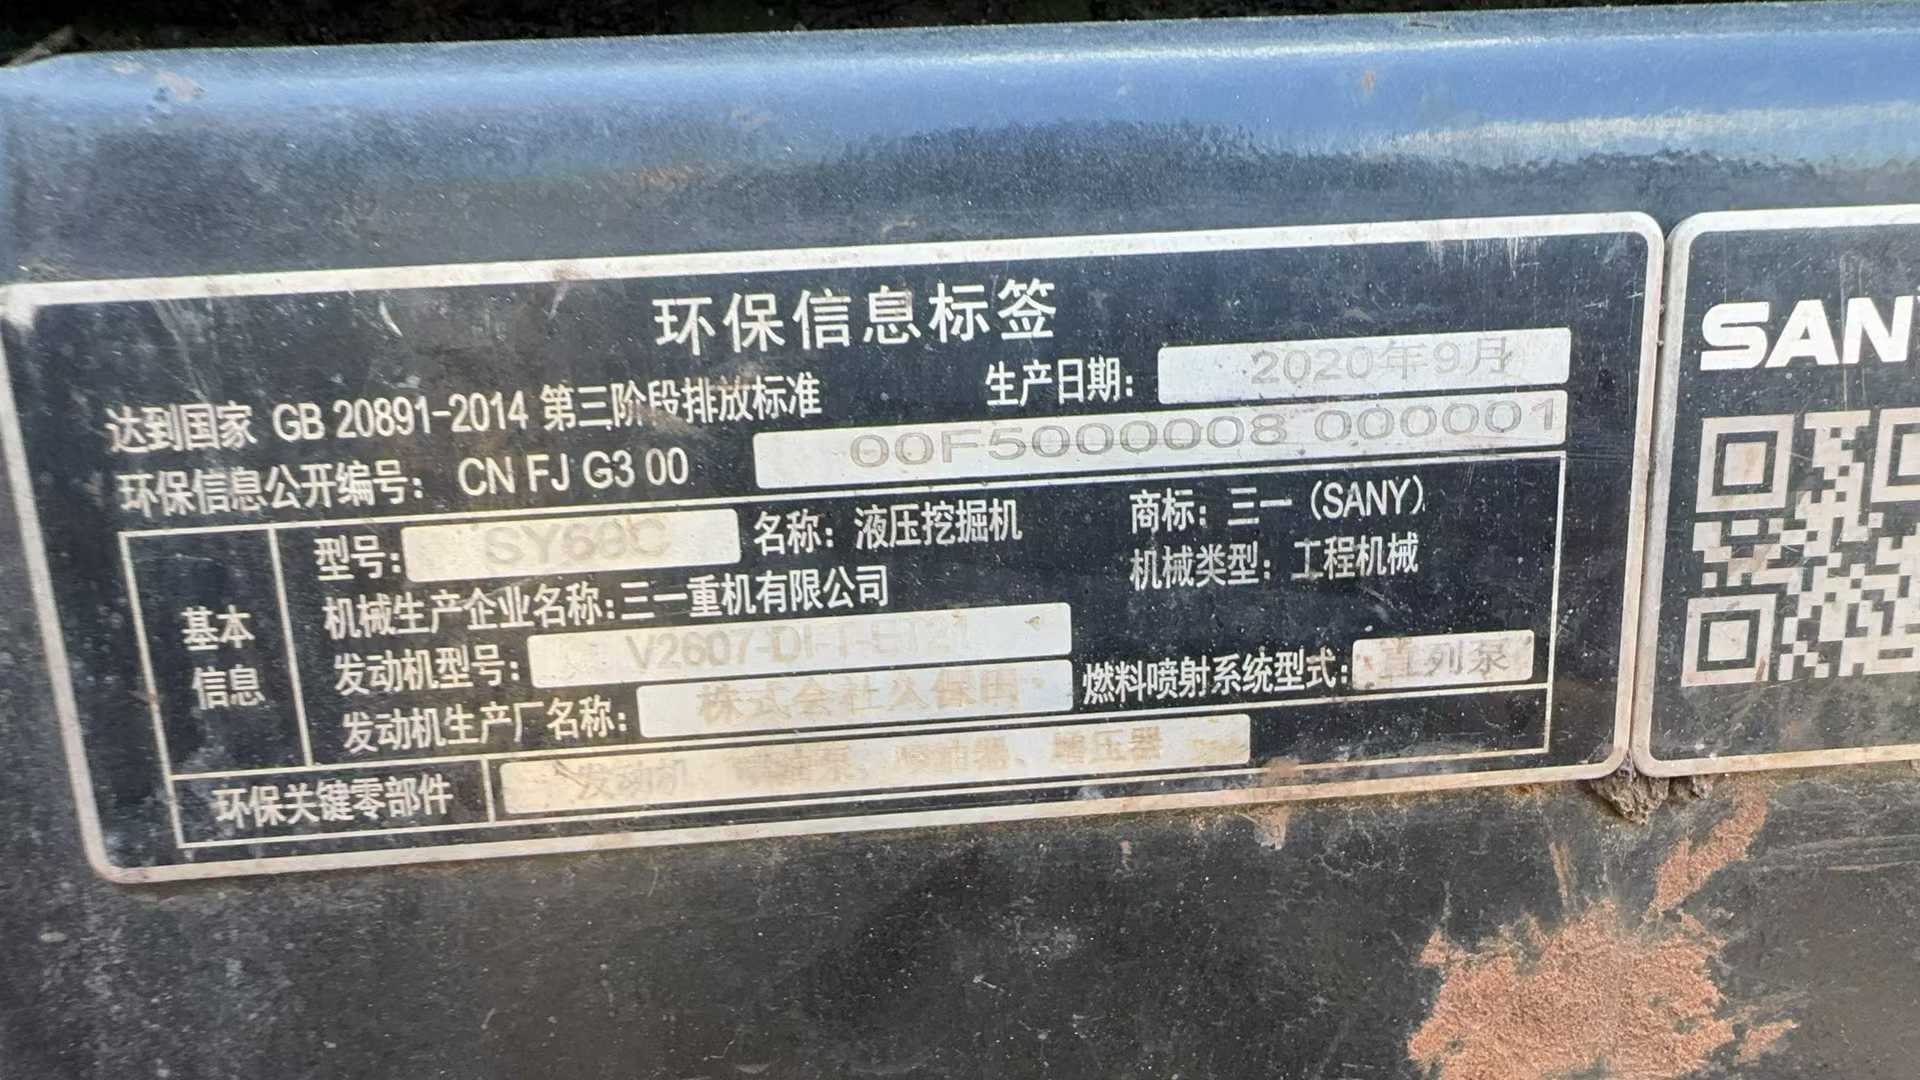 环保信息标签
生产日期: 2020年9月
达到国家 GB 20891-2014 第三阶段排放标准
环保信息公开编号: CN FJ G3 00 00F5000008 000001
基本信息
型号: SY68C 名称: 液压挖掘机 商标: 三一 (SANY)
机械生产企业名称: 三一重机有限公司 机械类型: 工程机械
发动机型号: V2607-DI-T-ET21
发动机生产厂名称: 株式会社久保田 燃料喷射系统型式: 直列泵
环保关键零部件 发动机、 增压器
SAN